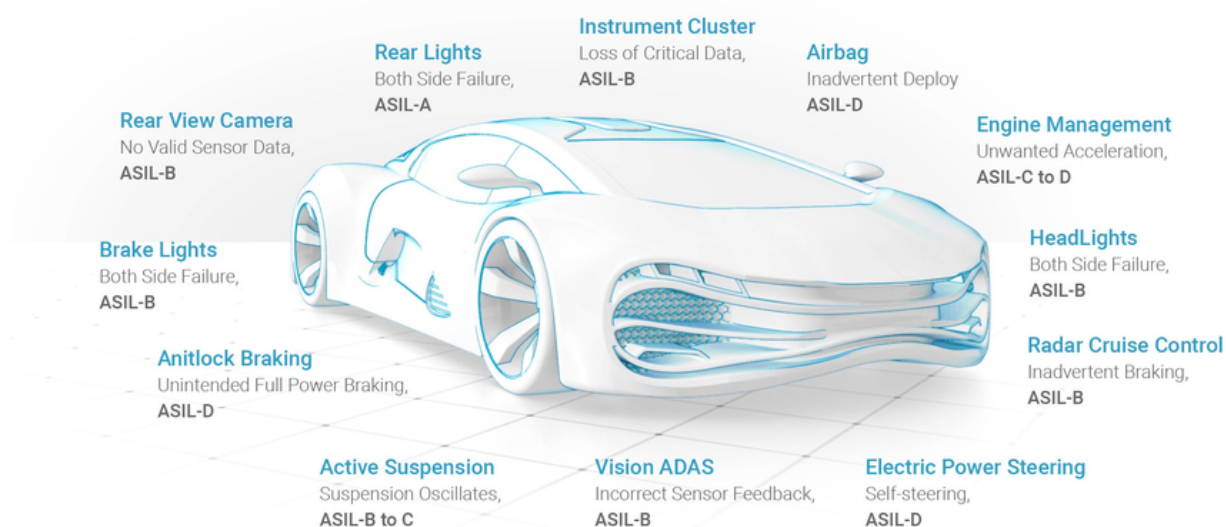 Instrument Cluster
Loss of Critical Data,
ASIL-B
Rear Lights
Both Side Failure,
ASIL-A
Airbag
Inadvertent Deploy
ASIL-D
Rear View Camera
No Valid Sensor Data,
ASIL-B
Engine Management
Unwanted Acceleration,
ASIL-C to D
Brake Lights
Both Side Failure,
ASIL-B
HeadLights
Both Side Failure,
ASIL-B
Anitlock Braking
Unintended Full Power Braking,
ASIL-D
Radar Cruise Control
Inadvertent Braking,
ASIL-B
Active Suspension
Suspension Oscillates,
ASIL-B to C
Vision ADAS
Incorrect Sensor Feedback,
ASIL-B
Electric Power Steering
Self-steering,
ASIL-D